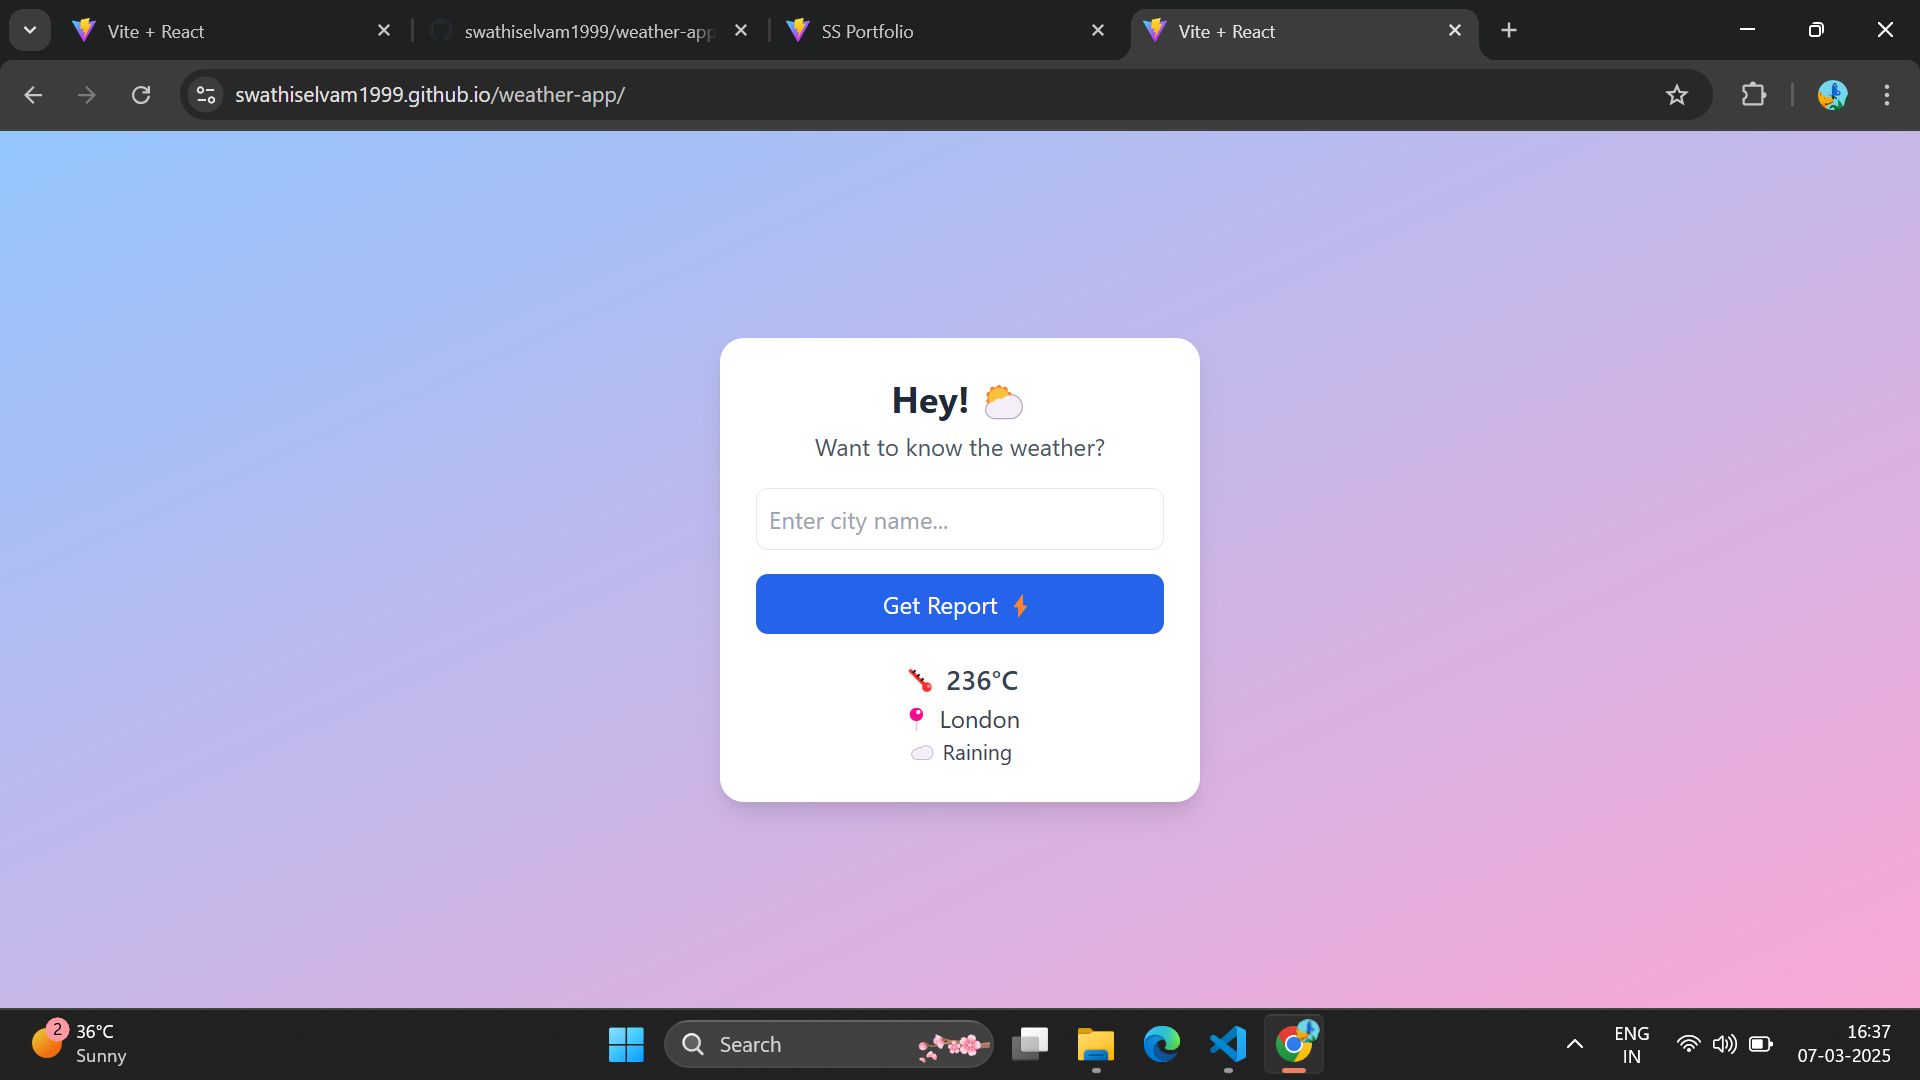 Vite + React
swathiselvam1999/weather-app
SS Portfolio
Vite + React
swathiselvam1999.github.io/weather-app/
Hey!
Want to know the weather?
Enter city name...
Get Report
236°C
London
Raining
2
36°C
Sunny
Search
ENG
IN
16:37
07-03-2025